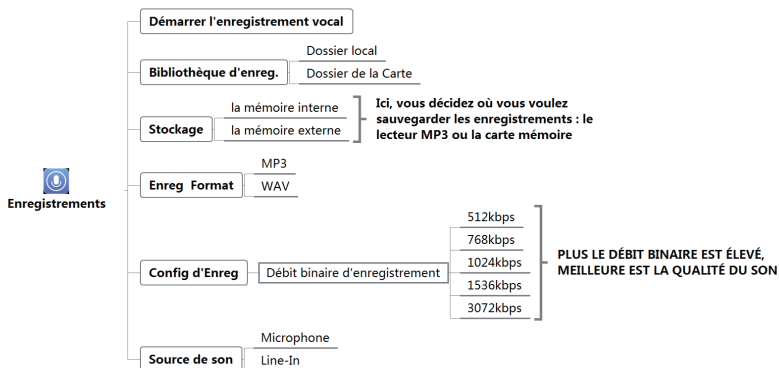 Enregistrements
Démarrer l'enregistrement vocal
Bibliothèque d'enreg.
Dossier local
Dossier de la Carte
Stockage
la mémoire interne
la mémoire externe
Ici, vous décidez où vous voulez
sauvegarder les enregistrements : le
lecteur MP3 ou la carte mémoire
Enreg Format
MP3
WAV
Config d'Enreg
Débit binaire d'enregistrement
512kbps
768kbps
1024kbps
1536kbps
3072kbps
PLUS LE DÉBIT BINAIRE EST ÉLEVÉ,
MEILLEURE EST LA QUALITÉ DU SON
Source de son
Microphone
Line-In